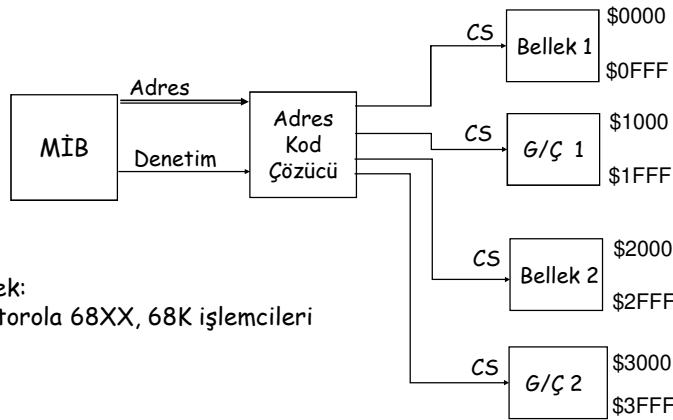 MİB
Adres
Denetim
Adres
Kod
Çözücü
CS
Bellek 1
$0000
$0FFF
CS
G/Ç 1
$1000
$1FFF
CS
Bellek 2
$2000
$2FFF
CS
G/Ç 2
$3000
$3FFF
ek:
torola 68XX, 68K işlemcileri